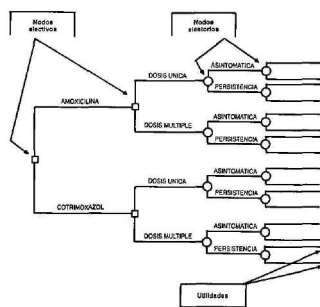 Nodos
electivos
Nodos
aleatorios
ASINTOMATICA
DOSIS UNICA
PERSISTENCIA
AMOXICILINA
ASINTOMATICA
DOSIS MULTIPLE
PERSISTENCIA
ASINTOMATICA
DOSIS UNICA
PERSISTENCIA
COTRIMOXAZOL
ASINTOMATICA
DOSIS MULTIPLE
PERSISTENCIA
Utilidades